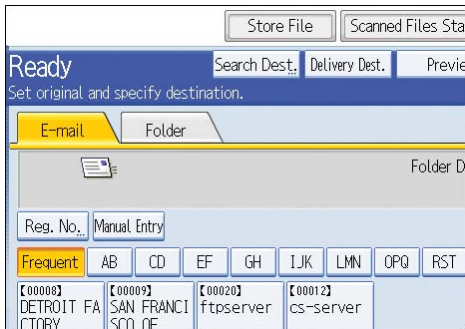 Store File Scanned Files Sta
Ready Search Dest. Delivery Dest. Previe
Set original and specify destination.
E-mail Folder
Folder D
Reg. No. Manual Entry
Frequent AB CD EF GH IJK LMN OPQ RST
【00008】 【00009】 【00020】 【00012】
DETROIT FA SAN FRANCI ftpserver cs-server
CTORY SCO OF